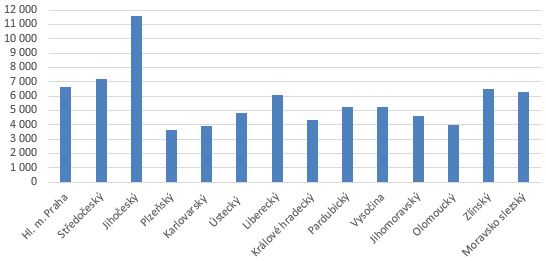 12 000
11 000
10 000
9 000
8 000
7 000
6 000
5 000
4 000
3 000
2 000
1 000
0
Hl. m. Praha
Středočeský
Jihočeský
Plzeňský
Karlovarský
Ústecký
Liberecký
Králové hradecký
Pardubický
Vysočina
Jihomoravský
Olomoucký
Zlínský
Moravsko slezský